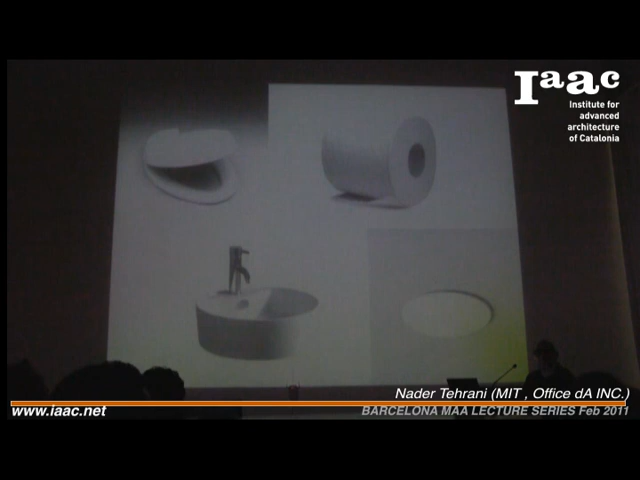 Iaac
Institute for
advanced
architecture
of Catalonia
Nader Tehrani (MIT , Office dA INC.)
www.iaac.net
BARCELONA MAA LECTURE SERIES Feb 2011